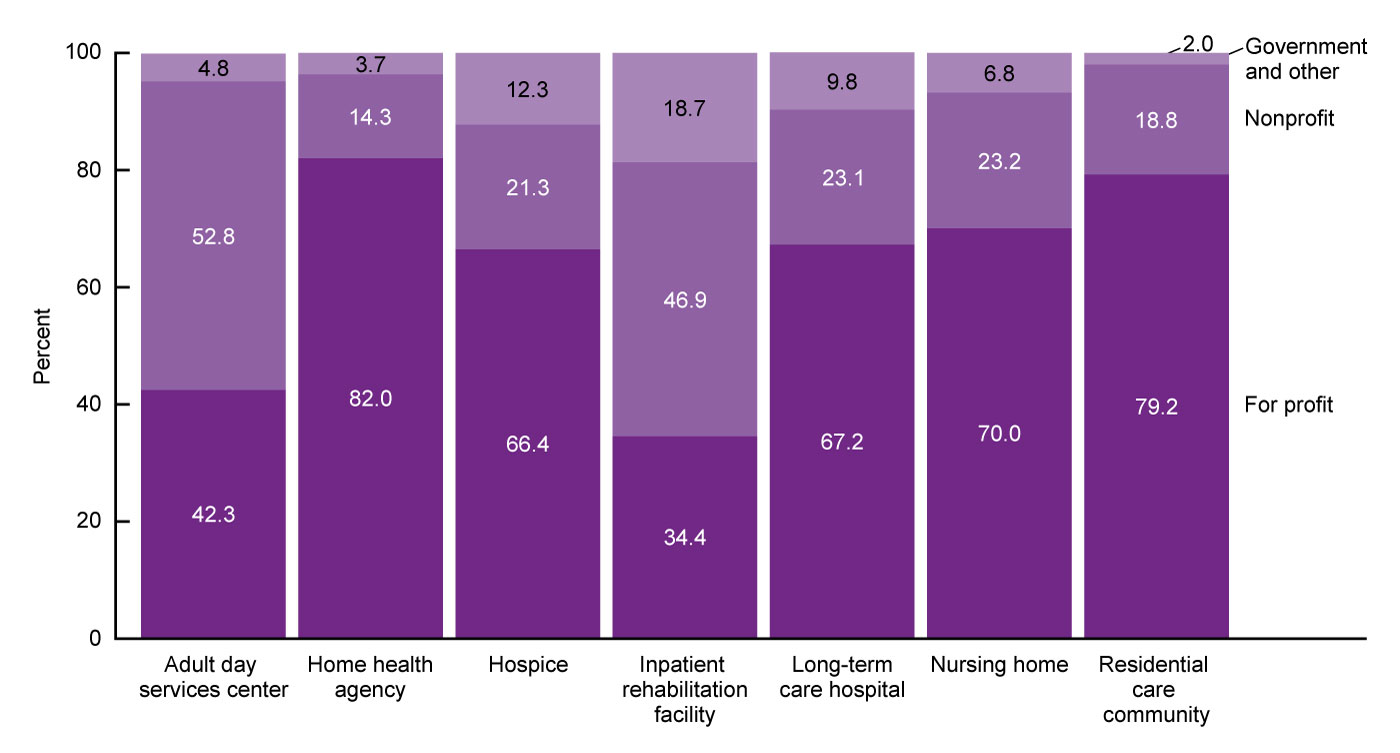 Percent
100
80
60
40
20
0
4.8
52.8
42.3
3.7
14.3
82.0
12.3
21.3
66.4
18.7
46.9
34.4
9.8
23.1
67.2
6.8
23.2
70.0
2.0
18.8
79.2
Government
and other
Nonprofit
For profit
Adult day
services center
Home health
agency
Hospice
Inpatient
rehabilitation
facility
Long-term
care hospital
Nursing home
Residential
care
community